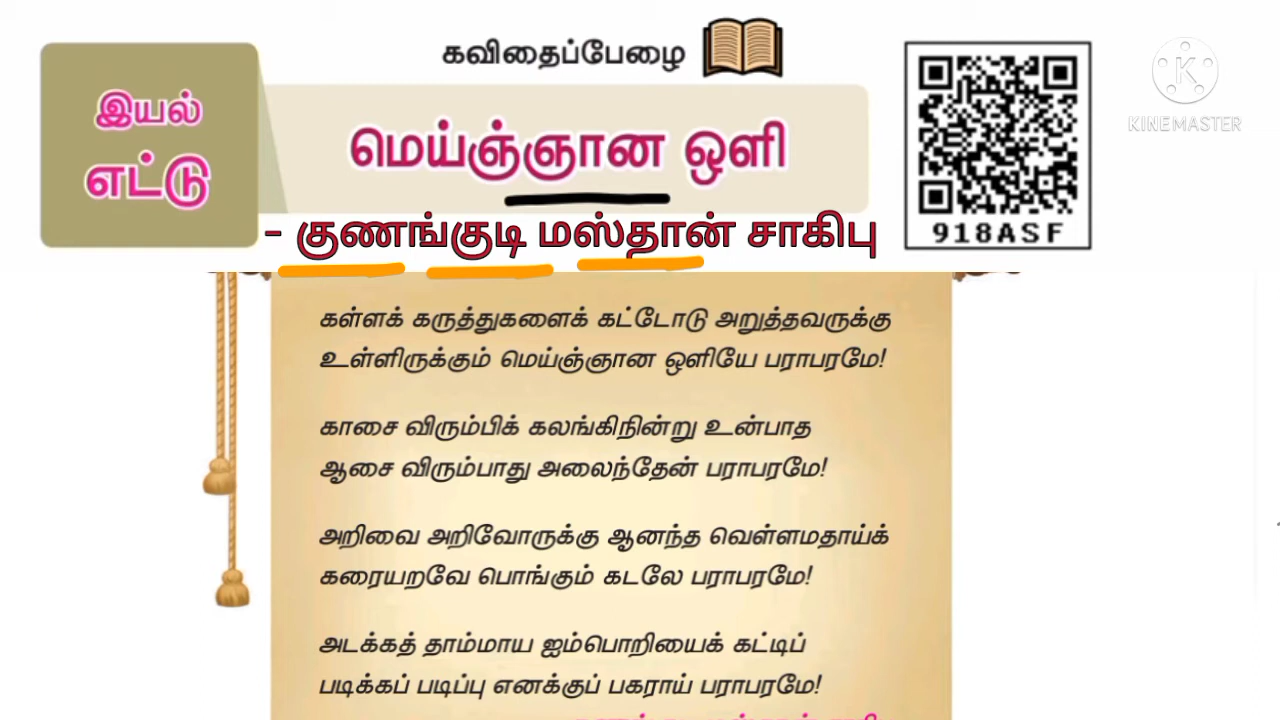 கவிதைப்பேழை
இயல்
எட்டு
மெய்ஞ்ஞான ஒளி
- குணங்குடி மஸ்தான் சாகிபு
918ASF
KINEMASTER
கள்ளக் கருத்துகளைக் கட்டோடு அறுத்தவருக்கு
உள்ளிருக்கும் மெய்ஞ்ஞான ஒளியே பராபரமே!
காசை விரும்பிக் கலங்கிநின்று உன்பாத
ஆசை விரும்பாது அலைந்தேன் பராபரமே!
அறிவை அறிவோருக்கு ஆனந்த வெள்ளமதாய்க்
கரையறவே பொங்கும் கடலே பராபரமே!
அடக்கத் தாம்மாய ஐம்பொறியைக் கட்டிப்
படிக்கப் படிப்பு எனக்குப் பகராய் பராபரமே!